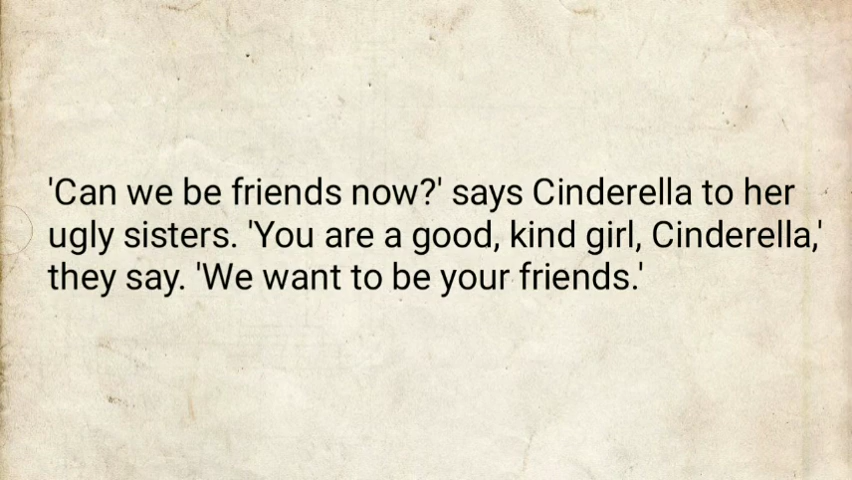 'Can we be friends now?' says Cinderella to her
ugly sisters. 'You are a good, kind girl, Cinderella,'
they say. 'We want to be your friends.'